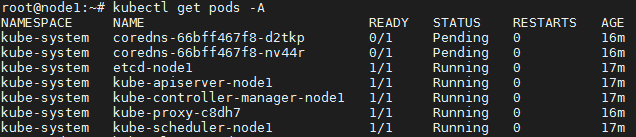 root@node1:~# kubectl get pods -A
NAMESPACE NAME READY STATUS RESTARTS AGE
kube-system coredns-66bff467f8-d2tkp 0/1 Pending 0 16m
kube-system coredns-66bff467f8-nv44r 0/1 Pending 0 16m
kube-system etcd-node1 1/1 Running 0 17m
kube-system kube-apiserver-node1 1/1 Running 0 17m
kube-system kube-controller-manager-node1 1/1 Running 0 17m
kube-system kube-proxy-c8dh7 1/1 Running 0 16m
kube-system kube-scheduler-node1 1/1 Running 0 17m